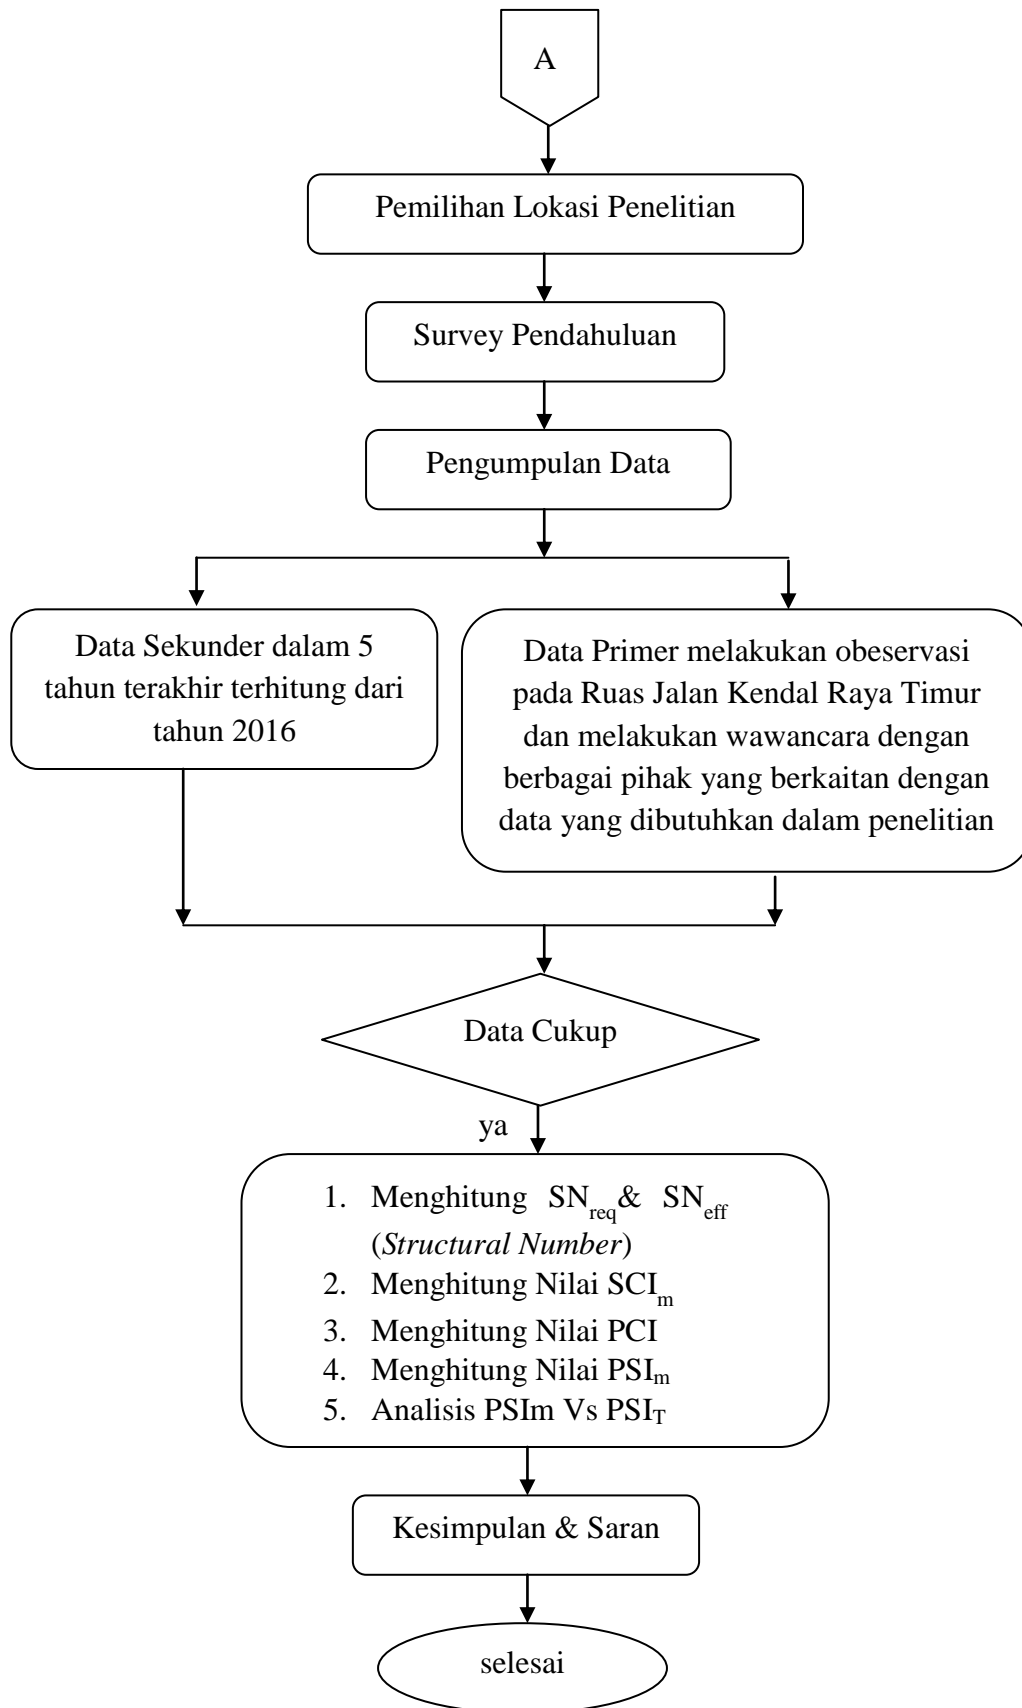 A
Pemilihan Lokasi Penelitian
Survey Pendahuluan
Pengumpulan Data
Data Sekunder dalam 5
tahun terakhir terhitung dari
tahun 2016
Data Primer melakukan obeservasi
pada Ruas Jalan Kendal Raya Timur
dan melakukan wawancara dengan
berbagai pihak yang berkaitan dengan
data yang dibutuhkan dalam penelitian
Data Cukup
ya
1. Menghitung SNreq& SNeff
(Structural Number)
2. Menghitung Nilai SCIm
3. Menghitung Nilai PCI
4. Menghitung Nilai PSIm
5. Analisis PSIm Vs PSIT
Kesimpulan & Saran
selesai